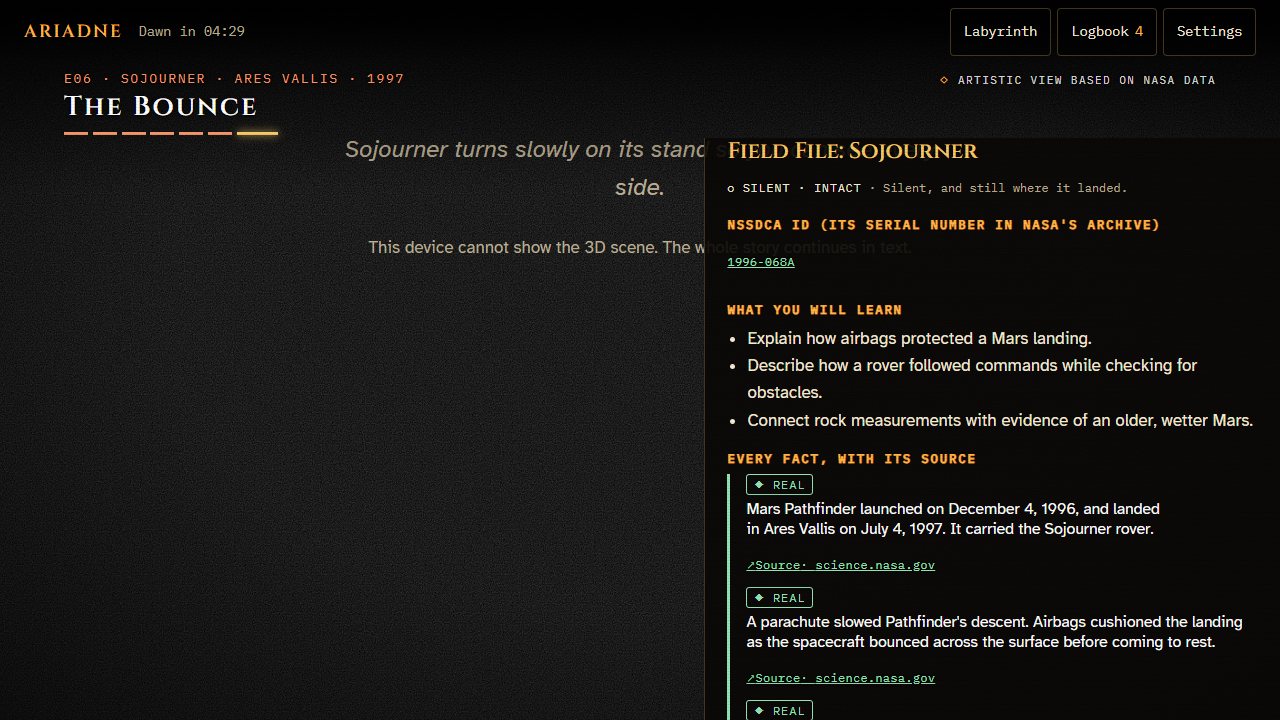 ARIADNE Dawn in 04:29
Labyrinth
Logbook 4
Settings
E06 · SOJOURNER · ARES VALLIS · 1997
◇ ARTISTIC VIEW BASED ON NASA DATA
The Bounce
Sojourner turns slowly on its stand s
side.
This device cannot show the 3D scene. The whole story continues in text.
Field File: Sojourner
o SILENT · INTACT · Silent, and still where it landed.
NSSDCA ID (ITS SERIAL NUMBER IN NASA'S ARCHIVE)
1996-068A
WHAT YOU WILL LEARN
• Explain how airbags protected a Mars landing.
• Describe how a rover followed commands while checking for
obstacles.
• Connect rock measurements with evidence of an older, wetter Mars.
EVERY FACT, WITH ITS SOURCE
◆ REAL
Mars Pathfinder launched on December 4, 1996, and landed
in Ares Vallis on July 4, 1997. It carried the Sojourner rover.
↗Source· science.nasa.gov
◆ REAL
A parachute slowed Pathfinder's descent. Airbags cushioned the landing
as the spacecraft bounced across the surface before coming to rest.
↗Source· science.nasa.gov
◆ REAL